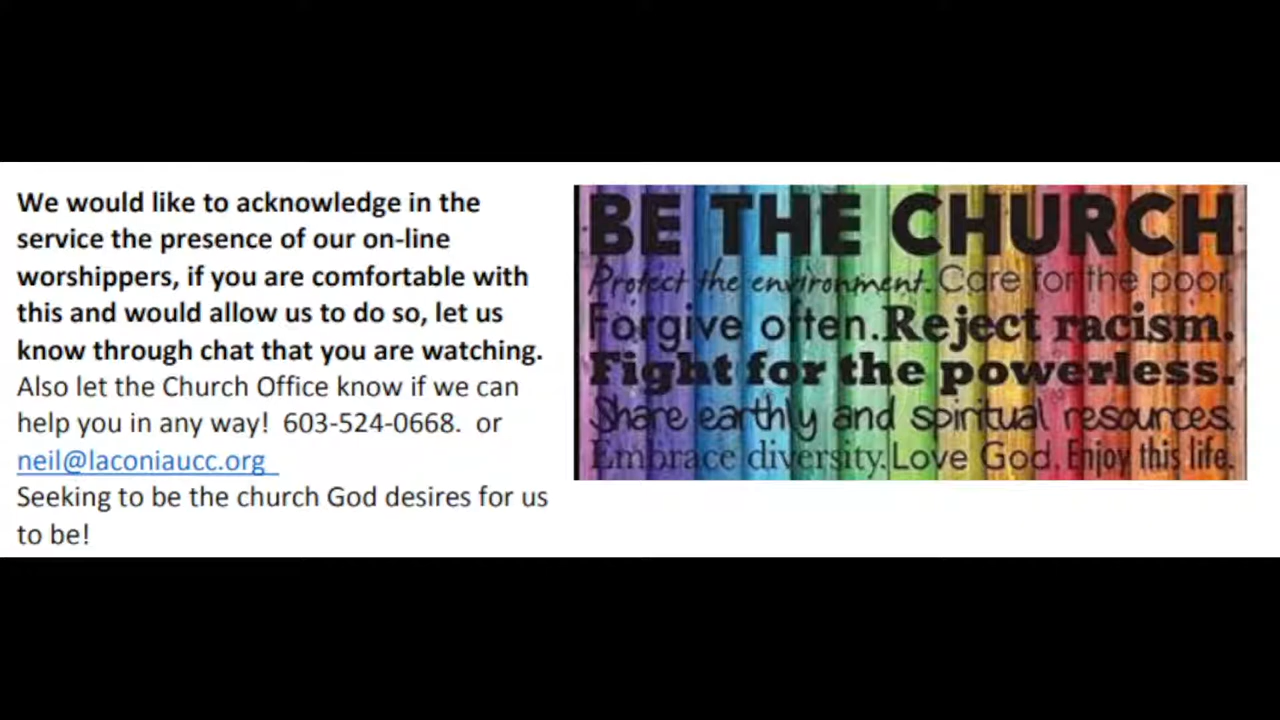 We would like to acknowledge in the
service the presence of our on-line
worshippers, if you are comfortable with
this and would allow us to do so, let us
know through chat that you are watching.
Also let the Church Office know if we can
help you in any way!  603-524-0668.  or
neil@laconiaucc.org
Seeking to be the church God desires for us
to be!
BE THE CHURCH
Protect the environment. Care for the poor.
Forgive often. Reject racism.
Fight for the powerless.
Share earthly and spiritual resources.
Embrace diversity. Love God. Enjoy this life.